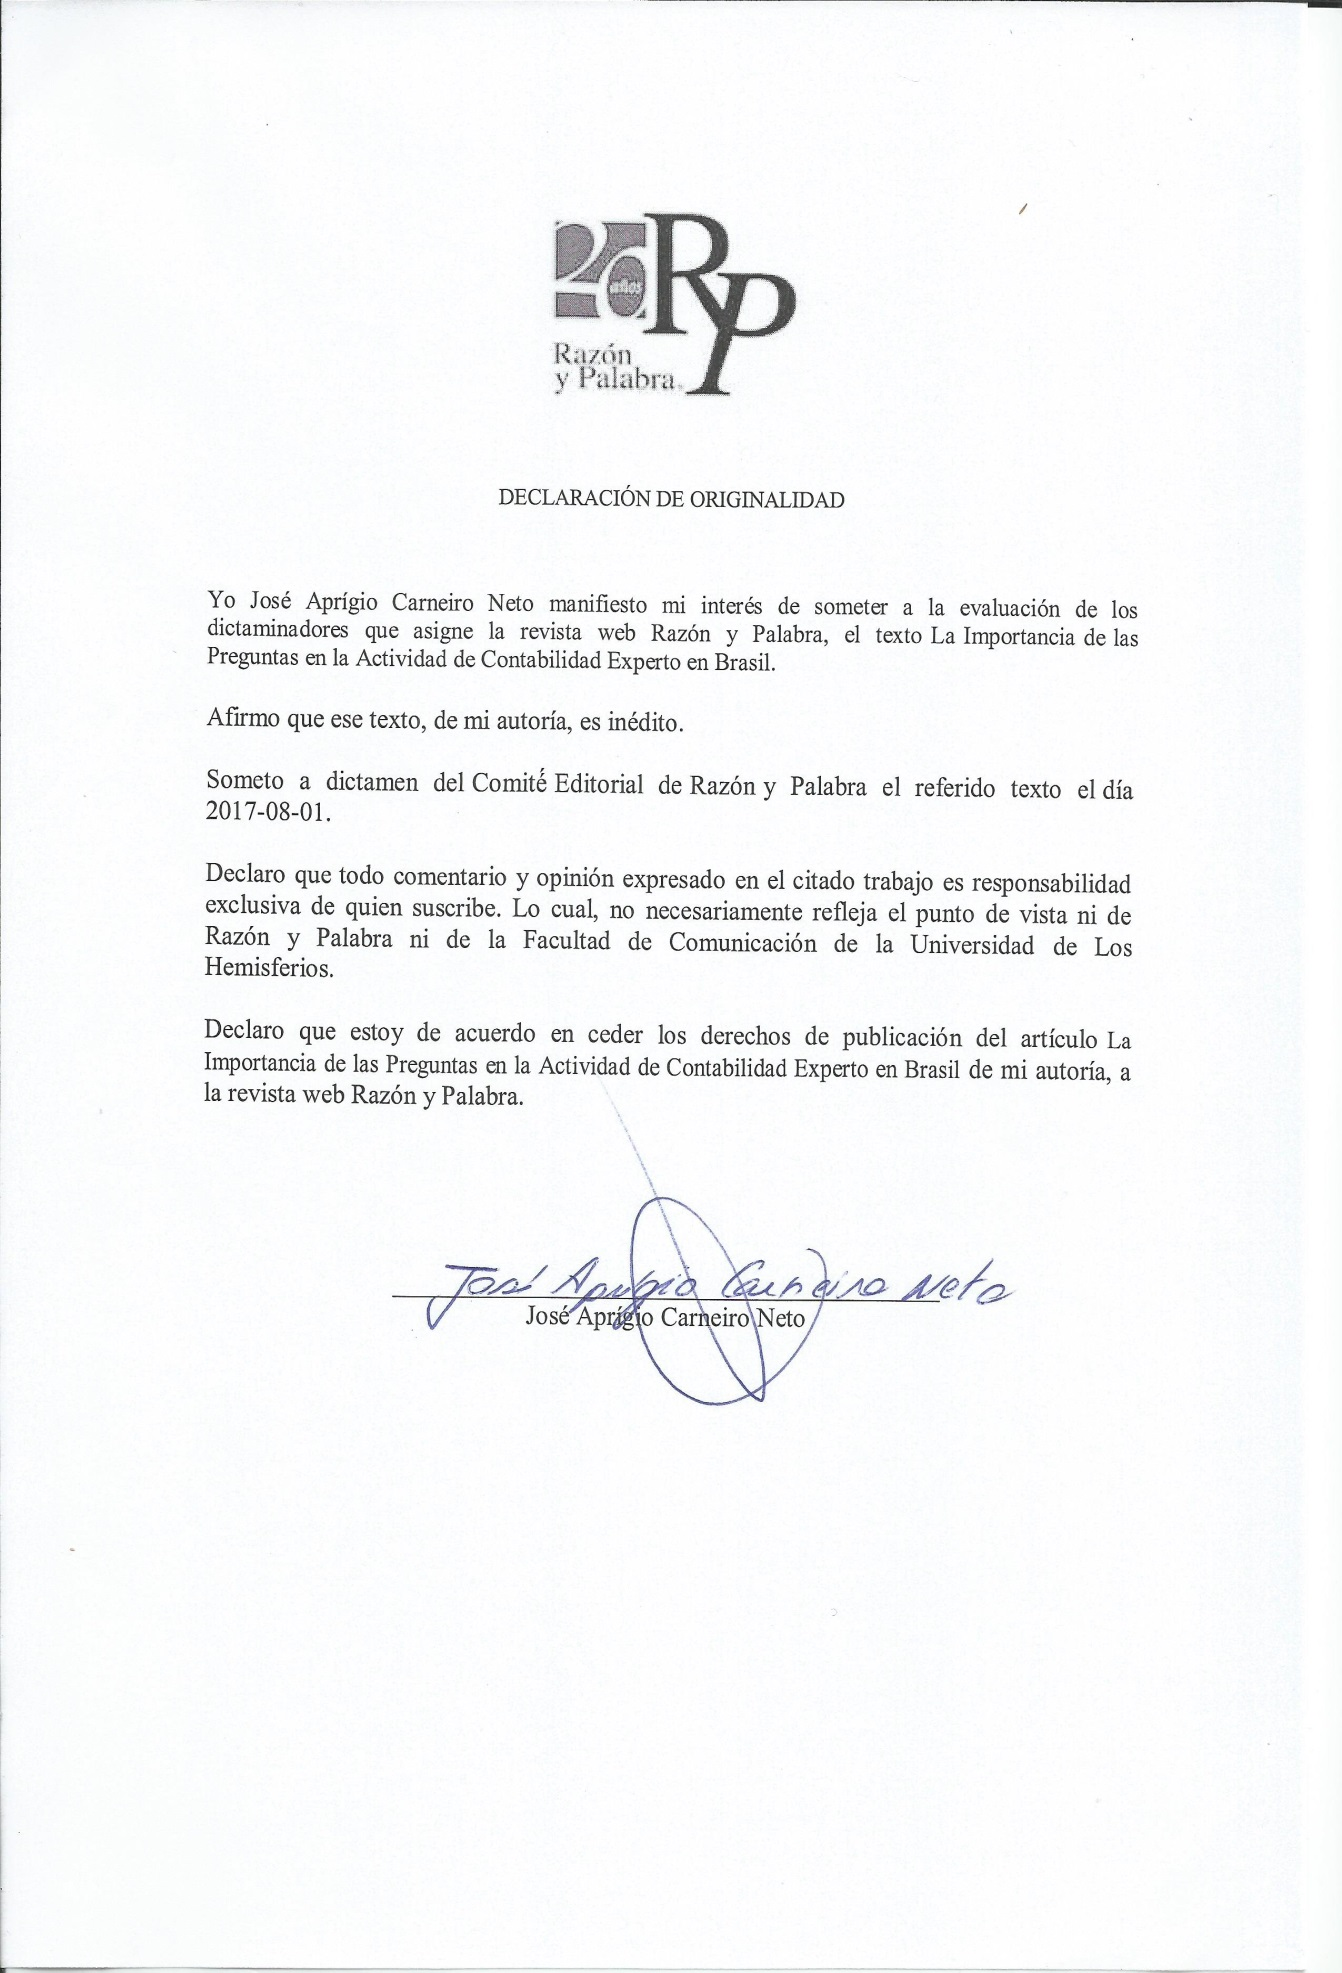 20 años RP
Razón
y Palabra
DECLARACIÓN DE ORIGINALIDAD
Yo José Aprígio Carneiro Neto manifiesto mi interés de someter a la evaluación de los
dictaminadores que asigne la revista web Razón y Palabra, el texto La Importancia de las
Preguntas en la Actividad de Contabilidad Experto en Brasil.
Afirmo que ese texto, de mi autoría, es inédito.
Someto a dictamen del Comité Editorial de Razón y Palabra el referido texto el día
2017-08-01.
Declaro que todo comentario y opinión expresado en el citado trabajo es responsabilidad
exclusiva de quien suscribe. Lo cual, no necesariamente refleja el punto de vista ni de
Razón y Palabra ni de la Facultad de Comunicación de la Universidad de Los
Hemisferios.
Declaro que estoy de acuerdo en ceder los derechos de publicación del artículo La
Importancia de las Preguntas en la Actividad de Contabilidad Experto en Brasil de mi autoría, a
la revista web Razón y Palabra.
José Aprígio Carneiro Neto
José Aprígio Carneiro Neto